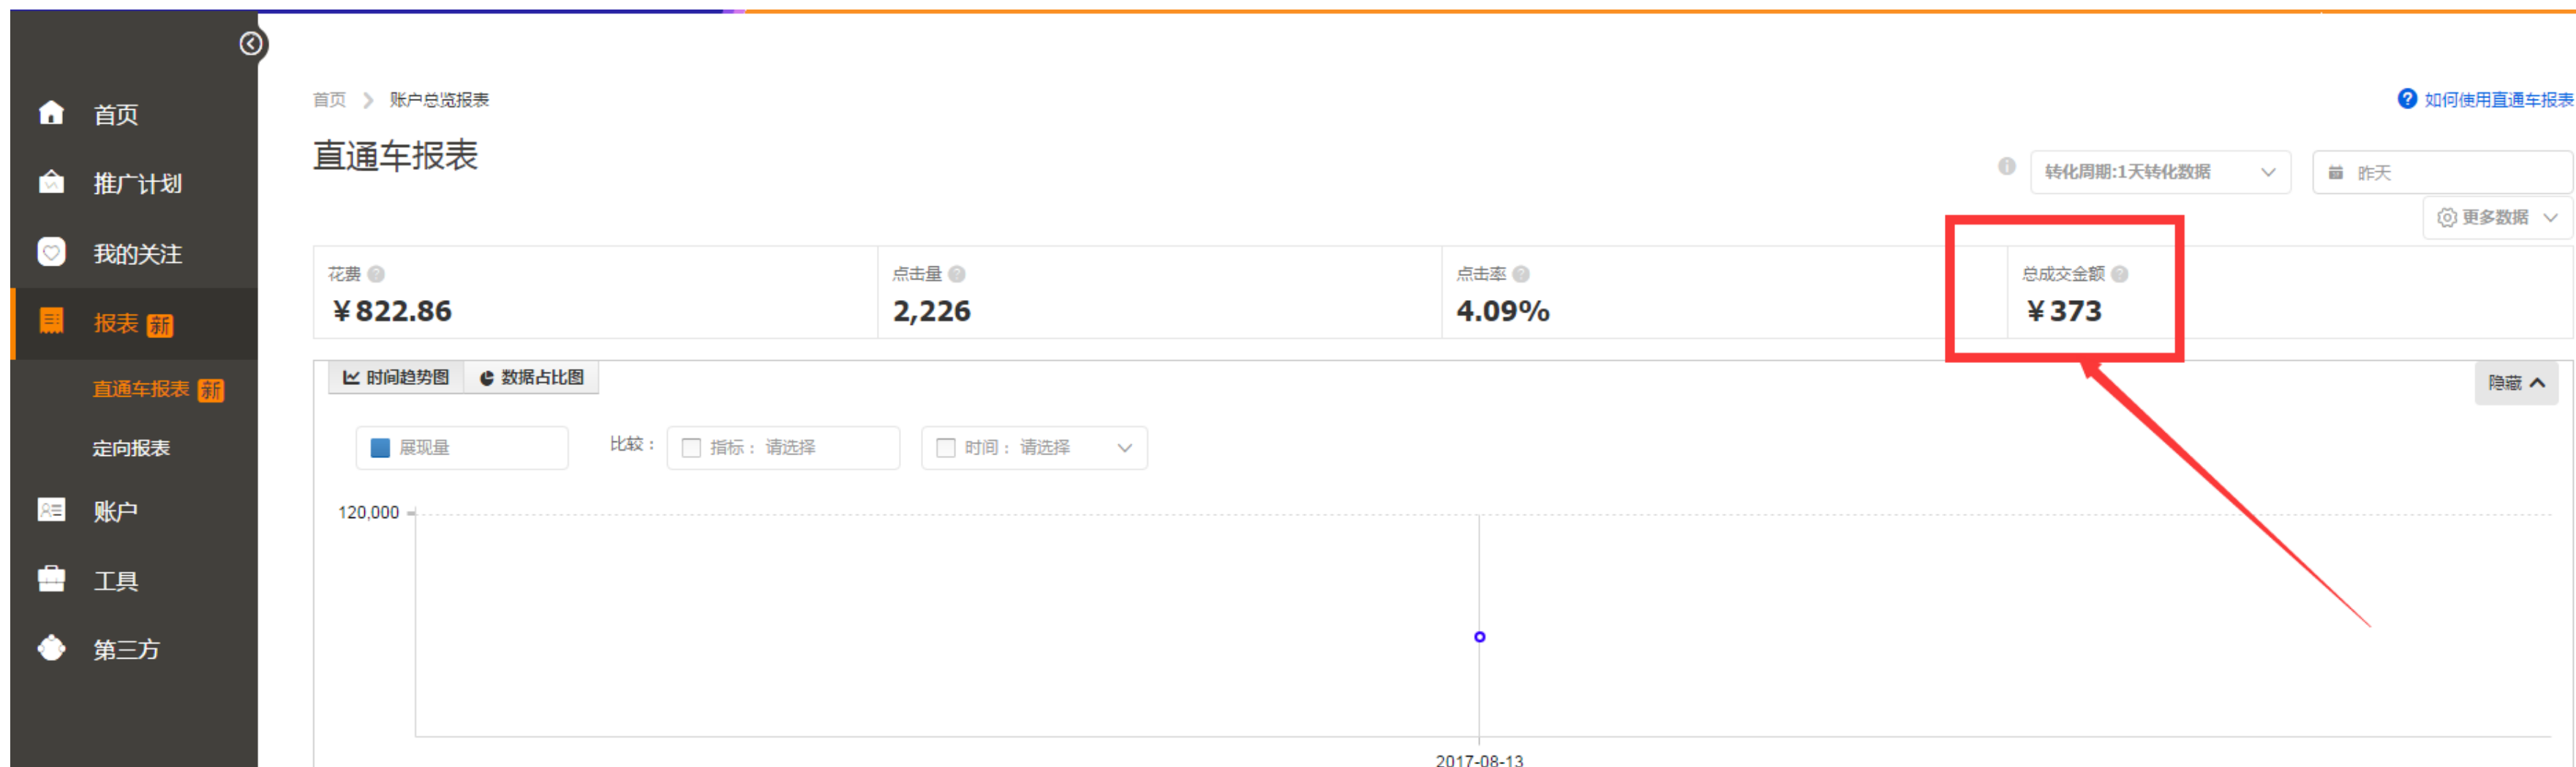 首页
推广计划
我的关注
报表 新
直通车报表 新
定向报表
账户
工具
第三方
首页 > 账户总览报表
如何使用直通车报表
直通车报表
转化周期:1天转化数据
昨天
更多数据
花费
¥822.86
点击量
2,226
点击率
4.09%
总成交金额
¥373
时间趋势图 数据占比图
隐藏
展现量 比较： 指标： 请选择 时间： 请选择
120,000
2017-08-13